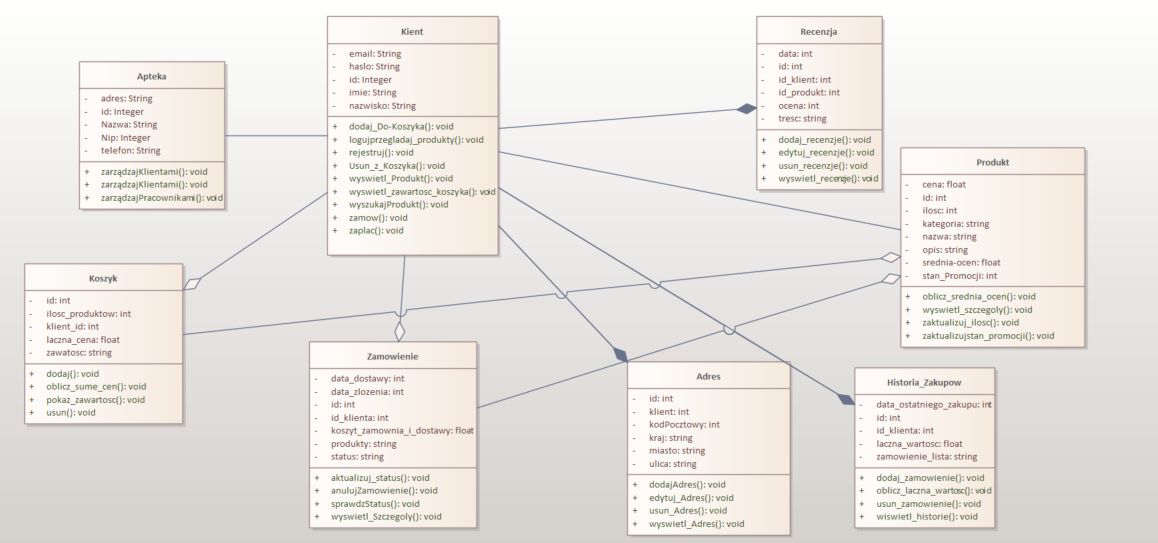 Kient
- email: String
- haslo: String
- id: Integer
- imie: String
- nazwisko: String
+ dodaj_Do-Koszyka(): void
+ logujprzegladaj_produkty(): void
+ rejestruj(): void
+ Usun_z_Koszyka(): void
+ wyswietl_Produkt(): void
+ wyswietl_zawartosc_koszyka(): void
+ wyszukajProdukt(): void
+ zamow(): void
+ zaplac(): void
Recenzja
- data: int
- id: int
- id_klient: int
- id_produkt: int
- ocena: int
- tresc: string
+ dodaj_recenzje(): void
+ edytuj_recenzje(): void
+ usun_recenzje(): void
+ wyswietl_recenzje(): void
Apteka
- adres: String
- id: Integer
- Nazwa: String
- Nip: Integer
- telefon: String
+ zarządzajKlientami(): void
+ zarządzajKlientami(): void
+ zarządzajPracownikami(): void
Produkt
- cena: float
- id: int
- ilosc: int
- kategoria: string
- nazwa: string
- opis: string
- srednia-ocen: float
- stan_Promocji: int
+ oblicz_srednia_ocen(): void
+ wyswietl_szczegoly(): void
+ zaktualizuj_ilosc(): void
+ zaktualizujstan_promocji(): void
Koszyk
- id: int
- ilosc_produktow: int
- klient_id: int
- laczna_cena: float
- zawatosc: string
+ dodaj(): void
+ oblicz_sume_cen(): void
+ pokaz_zawartosc(): void
+ usun(): void
Zamowienie
- data_dostawy: int
- data_zlozenia: int
- id: int
- id_klienta: int
- koszyt_zamownia_i_dostawy: float
- produkty: string
- status: string
+ aktualizuj_status(): void
+ anulujZamowienie(): void
+ sprawdzStatus(): void
+ wyswietl_Szczegoly(): void
Adres
- id: int
- klient: int
- kodPocztowy: int
- kraj: string
- miasto: string
- ulica: string
+ dodajAdres(): void
+ edytuj_Adres(): void
+ usun_Adres(): void
+ wyswietl_Adres(): void
Historia_Zakupow
- data_ostatniego_zakupu: int
- id: int
- id_klienta: int
- laczna_wartosc: float
- zamowienie_lista: string
+ dodaj_zamowienie(): void
+ oblicz_laczna_wartosc(): void
+ usun_zamowienie(): void
+ wiswietl_historie(): void